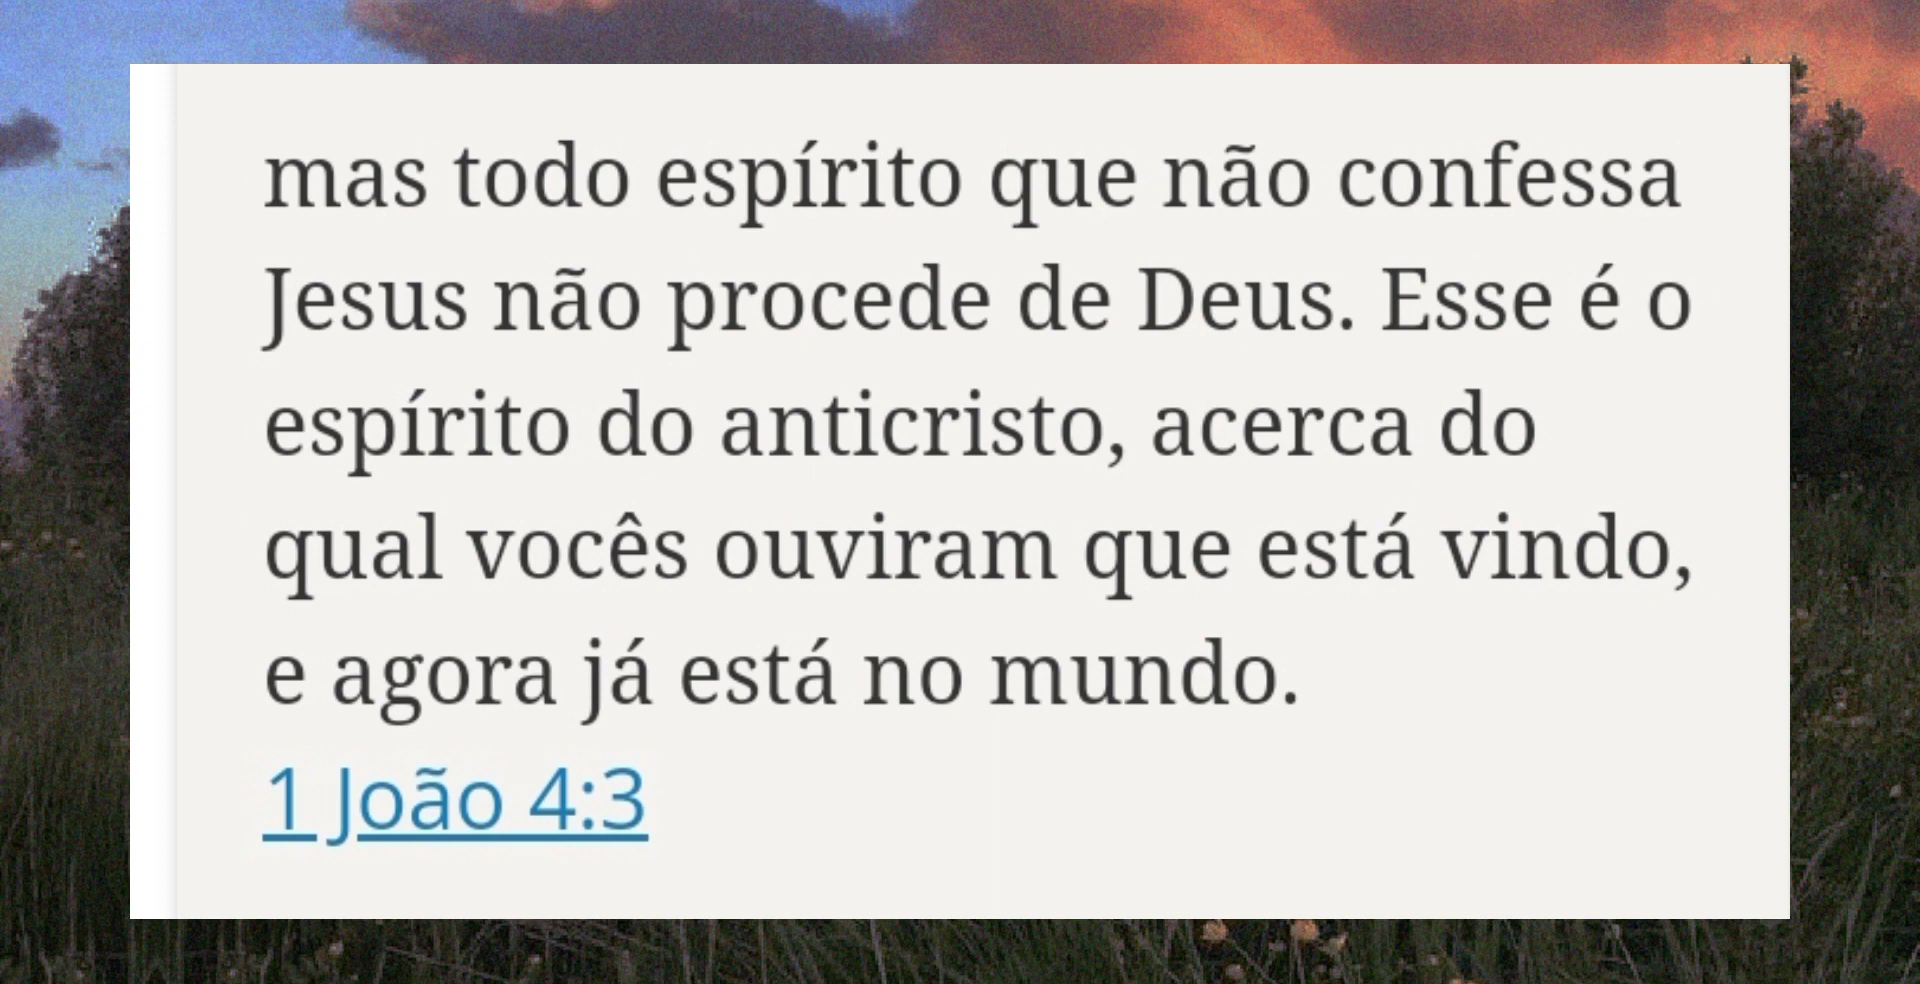 mas todo espírito que não confessa
Jesus não procede de Deus. Esse é o
espírito do anticristo, acerca do
qual vocês ouviram que está vindo,
e agora já está no mundo.
1 João 4:3